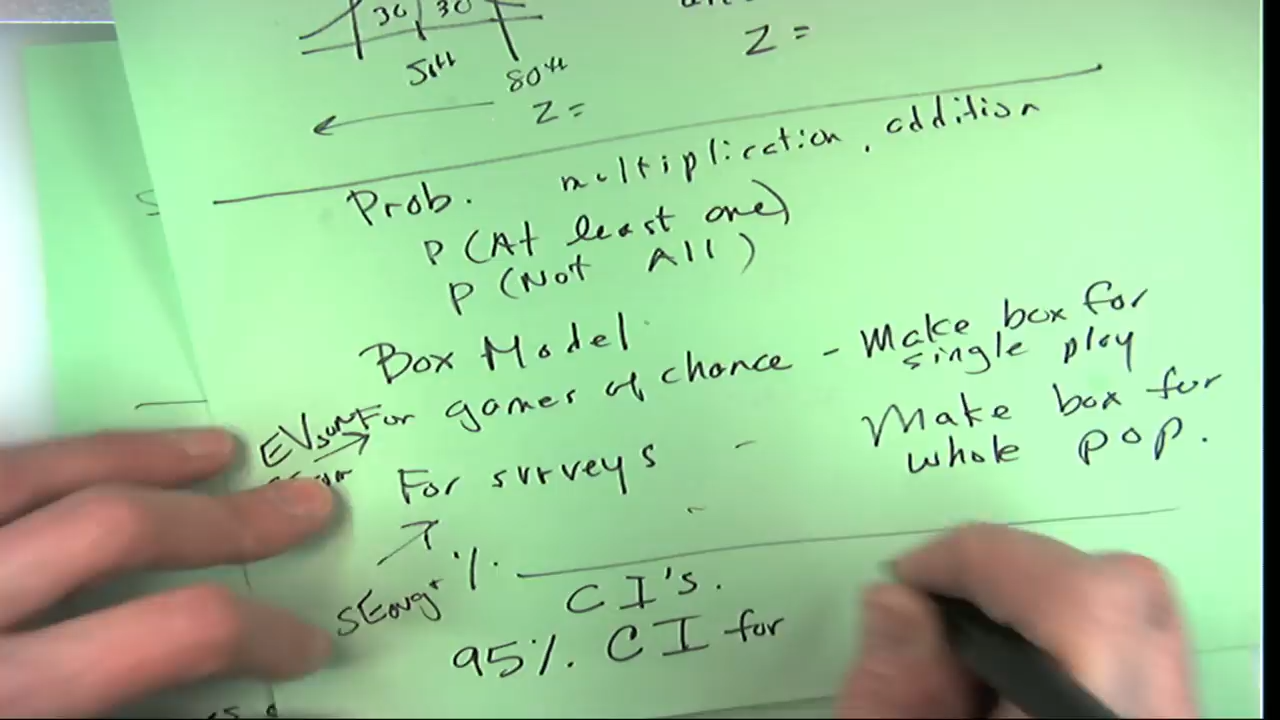 30 30
50th
80th
Z =
Z =
Prob. multiplication, addition
P (At least one)
P (Not All)
Box Model
For games of chance - Make box for
single play
EVsum
For surveys - Make box for
whole pop.
SEavg + %
CI's.
95% CI for